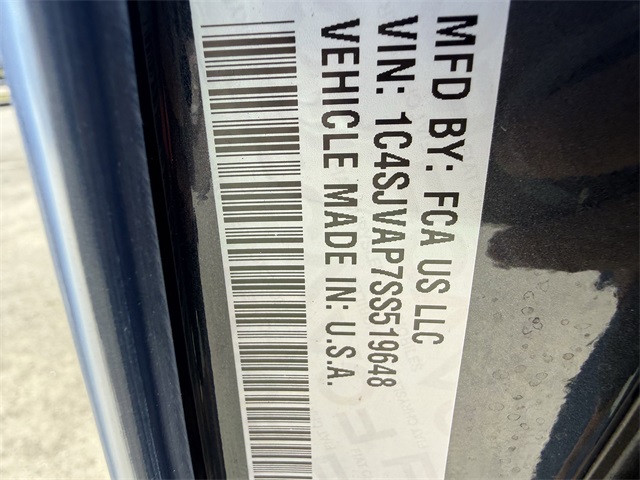 MFD BY: FCA US LLC
VIN: 1C4SJVAP7SS519648
VEHICLE MADE IN: U.S.A.